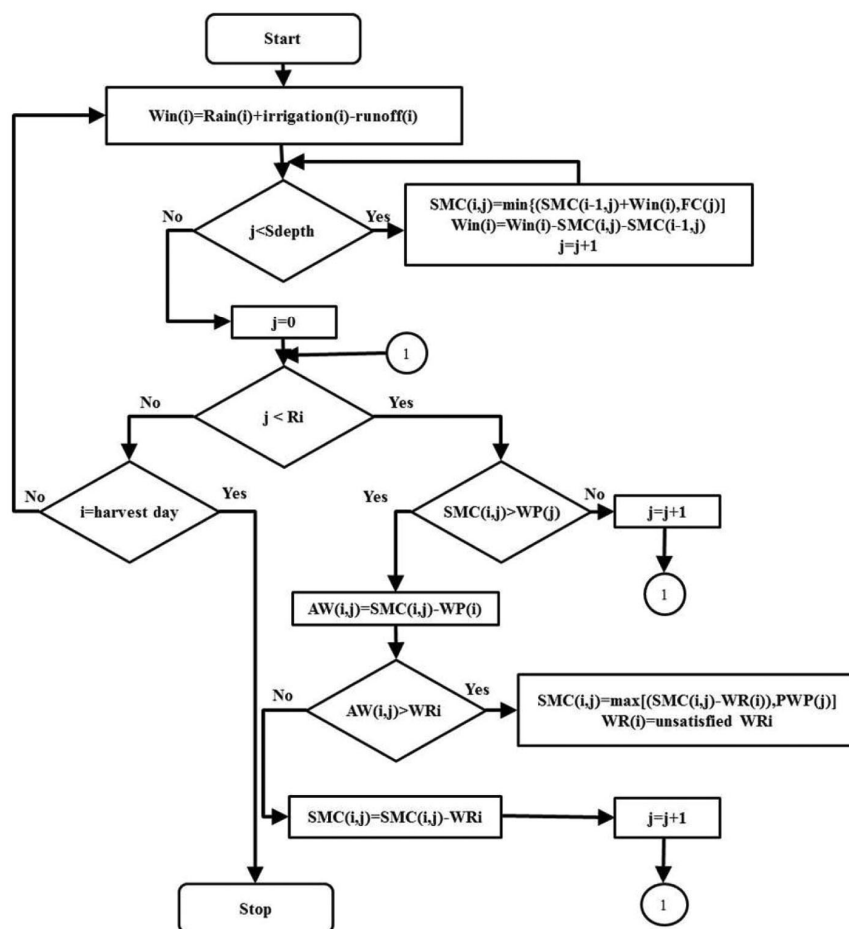 Start
Win(i)=Rain(i)+irrigation(i)-runoff(i)
No
j<Sdepth
Yes
SMC(i,j)=min{(SMC(i-1,j)+Win(i),FC(j)]
Win(i)=Win(i)-SMC(i,j)-SMC(i-1,j)
j=j+1
j=0
1
No
j < Ri
Yes
No
i=harvest day
Yes
Yes
SMC(i,j)>WP(j)
No
j=j+1
1
AW(i,j)=SMC(i,j)-WP(i)
No
AW(i,j)>WRi
Yes
SMC(i,j)=max[(SMC(i,j)-WR(i)),PWP(j)]
WR(i)=unsatisfied WRi
SMC(i,j)=SMC(i,j)-WRi
j=j+1
1
Stop